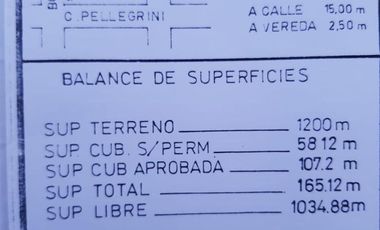 C. PELLEGRINI
A CALLE 15,00 m
A VEREDA 2,50 m
BALANCE DE SUPERFICIES
SUP TERRENO 1200 m
SUP. CUB. S/PERM 58.12 m
SUP CUB APROBADA 107.2 m
SUP TOTAL 165.12 m
SUP LIBRE 1034.88 m